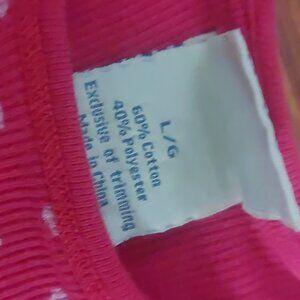 L/G
60% Cotton
40% Polyester
Exclusive of trimming
Made in China